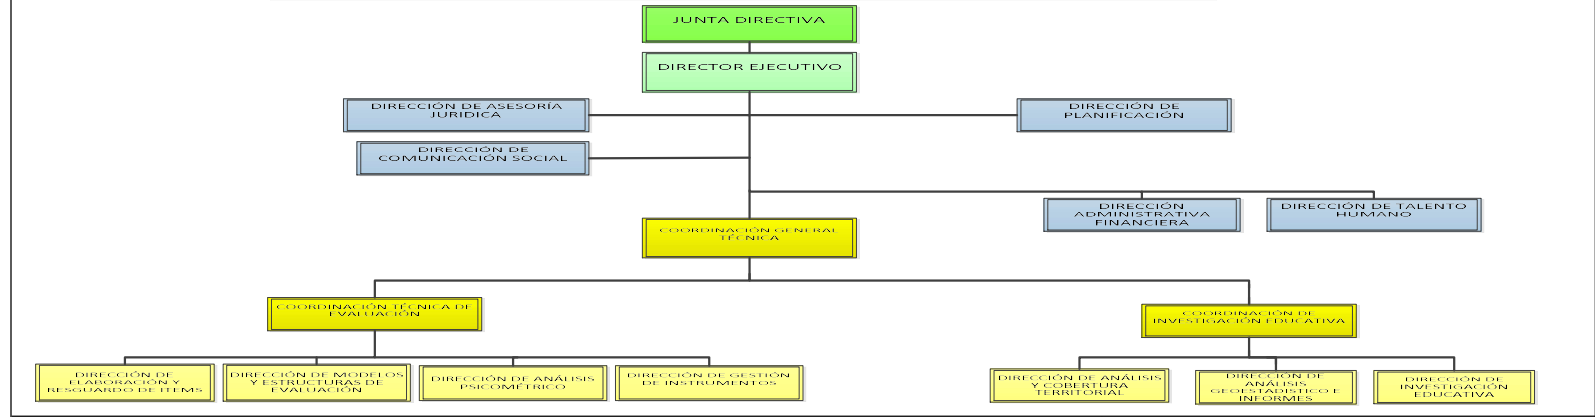 JUNTA DIRECTIVA
DIRECTOR EJECUTIVO
DIRECCIÓN DE ASESORÍA
JURIDICA
DIRECCIÓN DE
PLANIFICACIÓN
DIRECCIÓN DE
COMUNICACIÓN SOCIAL
DIRECCIÓN
ADMINISTRATIVA
FINANCIERA
DIRECCIÓN DE TALENTO
HUMANO
COORDINACIÓN GENERAL
TÉCNICA
COORDINACIÓN TÉCNICA DE
EVALUACIÓN
COORDINACIÓN DE
INVESTIGACIÓN EDUCATIVA
DIRECCIÓN DE
ELABORACIÓN Y
RESGUARDO DE ITEMS
DIRECCIÓN DE MODELOS
Y ESTRUCTURAS DE
EVALUACIÓN
DIRECCIÓN DE ANÁLISIS
PSICOMÉTRICO
DIRECCIÓN DE GESTIÓN
DE INSTRUMENTOS
DIRECCIÓN DE ANÁLISIS
Y COBERTURA
TERRITORIAL
DIRECCIÓN DE
ANÁLISIS
GEOESTADÍSTICO E
INFORMES
DIRECCIÓN DE
INVESTIGACIÓN
EDUCATIVA